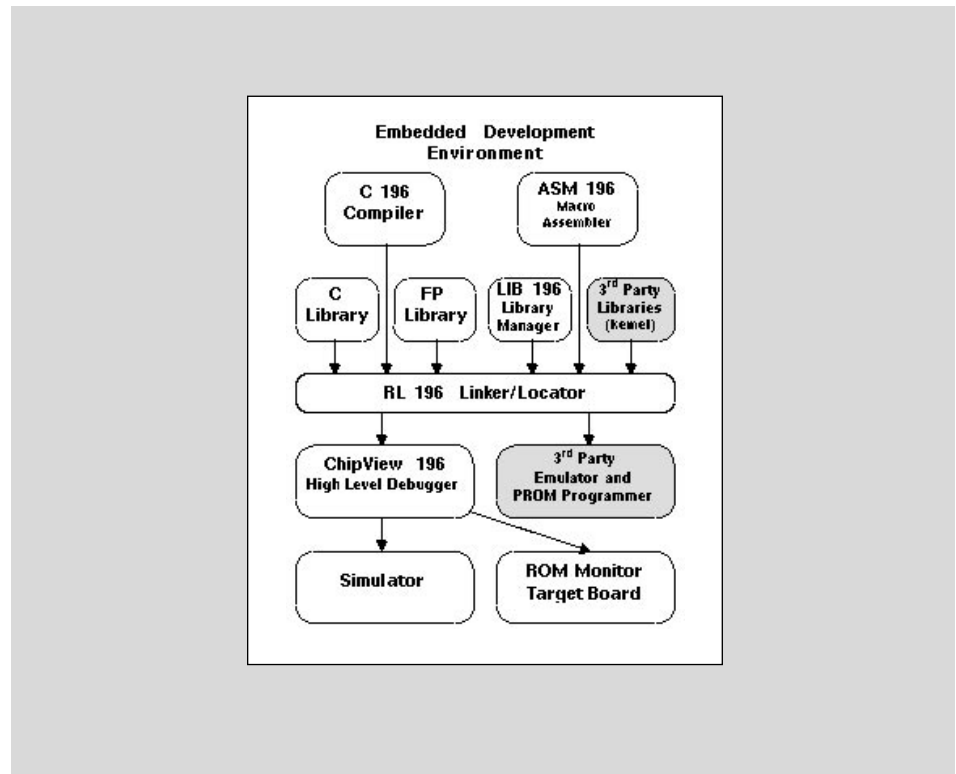 Embedded Development
Environment
C 196
Compiler
ASM 196
Macro
Assembler
C
Library
FP
Library
LIB 196
Library
Manager
3rd Party
Libraries
(kernel)
RL 196 Linker/Locator
ChipView 196
High Level Debugger
3rd Party
Emulator and
PROM Programmer
Simulator
ROM Monitor
Target Board